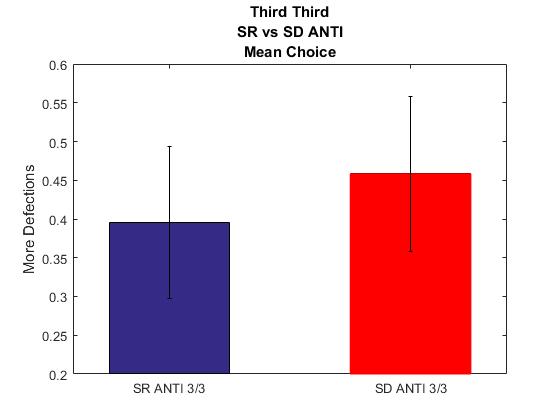 Third Third
SR vs SD ANTI
Mean Choice
More Defections
0.6
0.55
0.5
0.45
0.4
0.35
0.3
0.25
0.2
SR ANTI 3/3
SD ANTI 3/3